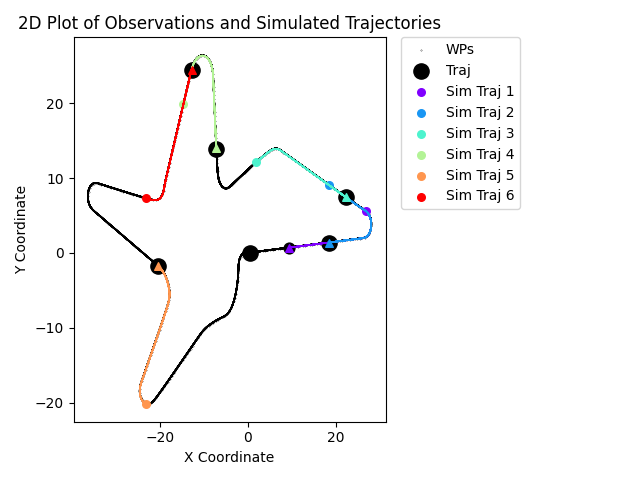 2D Plot of Observations and Simulated Trajectories
WPs
Traj
Sim Traj 1
Sim Traj 2
Sim Traj 3
Sim Traj 4
Sim Traj 5
Sim Traj 6
Y Coordinate
20
10
0
−10
−20
−20
0
20
X Coordinate